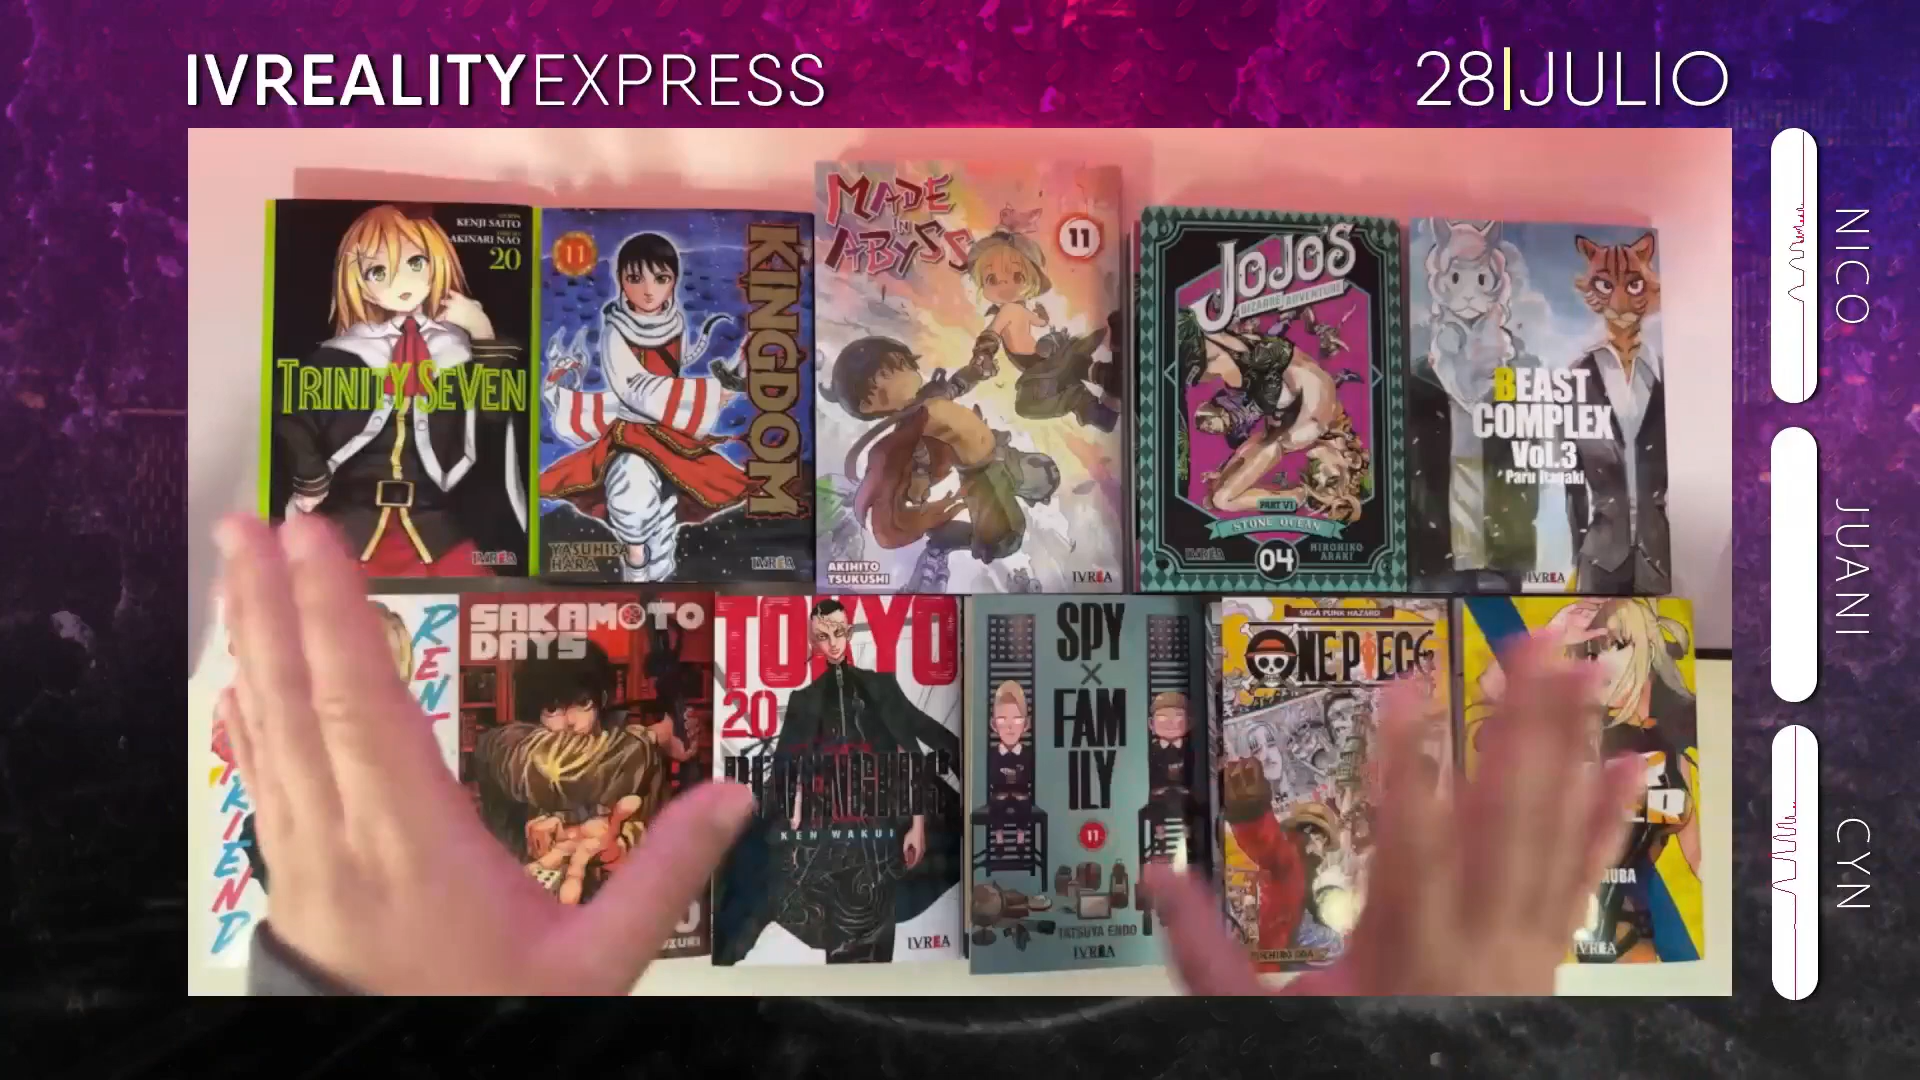 IVREALITYEXPRESS
28|JULIO
KENJI SAITO
AKINARI NAO
20
TRINITY SEVEN
IVREA
11
KINGDOM
YASUHISA
HARA
IVREA
MADE
IN
ABYSS
11
AKIHITO
TSUKUSHI
IVREA
JOJO'S
BIZARRE ADVENTURE
PART VI
STONE OCEAN
04
IVREA
HIROHIKO
ARAKI
BEAST
COMPLEX
Vol.3
Paru Itagaki
IVREA
SAKAMOTO
DAYS
TOKYO
20
KEN WAKUI
IVREA
SPY
×
FAM
ILY
11
TATSUYA ENDO
IVREA
SAGA PUNK HAZARD
ONE PIECE
IVREA
NICO
JUANI
CYN